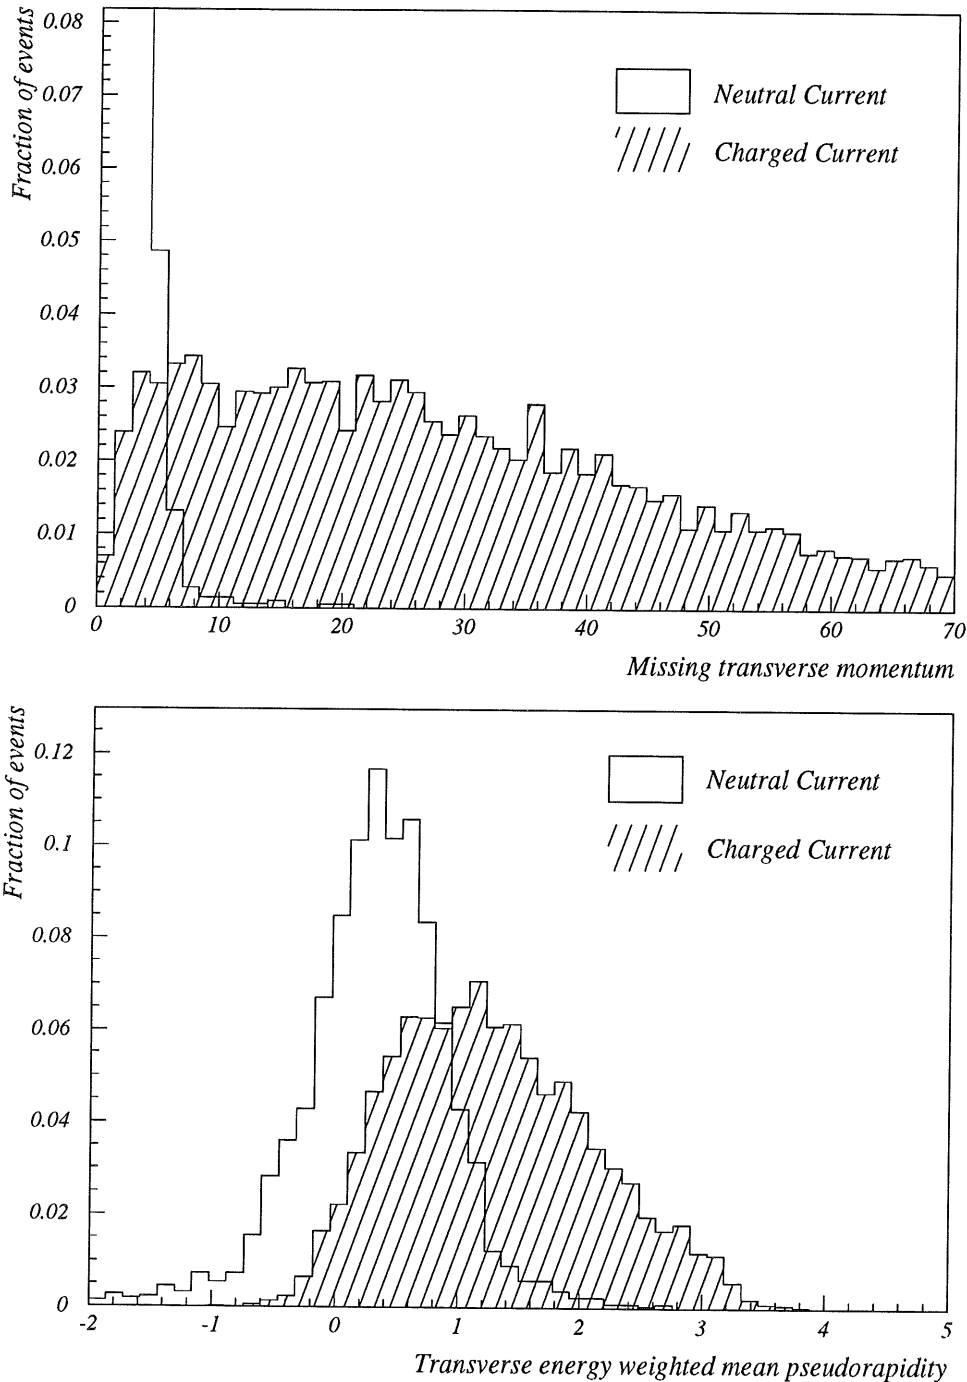 Fraction of events
0.08
0.07
0.06
0.05
0.04
0.03
0.02
0.01
0
Neutral Current
Charged Current
0 10 20 30 40 50 60 70
Missing transverse momentum
Fraction of events
0.12
0.1
0.08
0.06
0.04
0.02
0
Neutral Current
Charged Current
-2 -1 0 1 2 3 4 5
Transverse energy weighted mean pseudorapidity